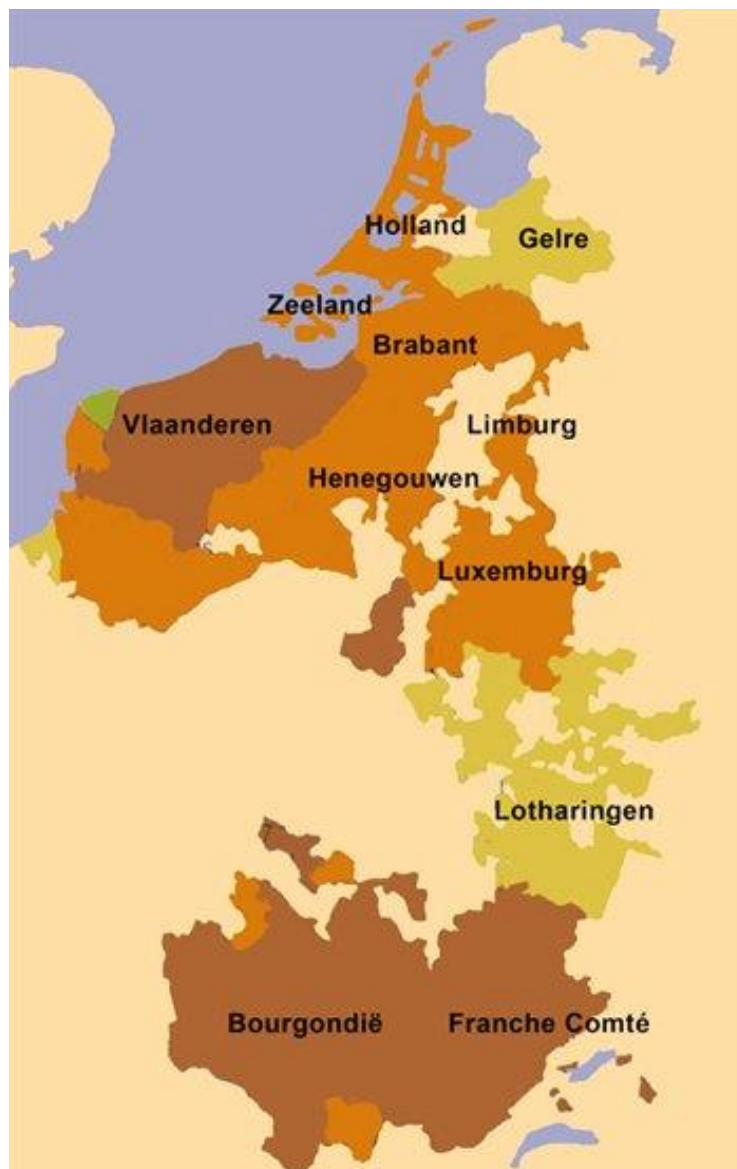 Holland
Gelre
Zeeland
Brabant
Vlaanderen
Limburg
Henegouwen
Luxemburg
Lotharingen
Bourgondië
Franche Comté